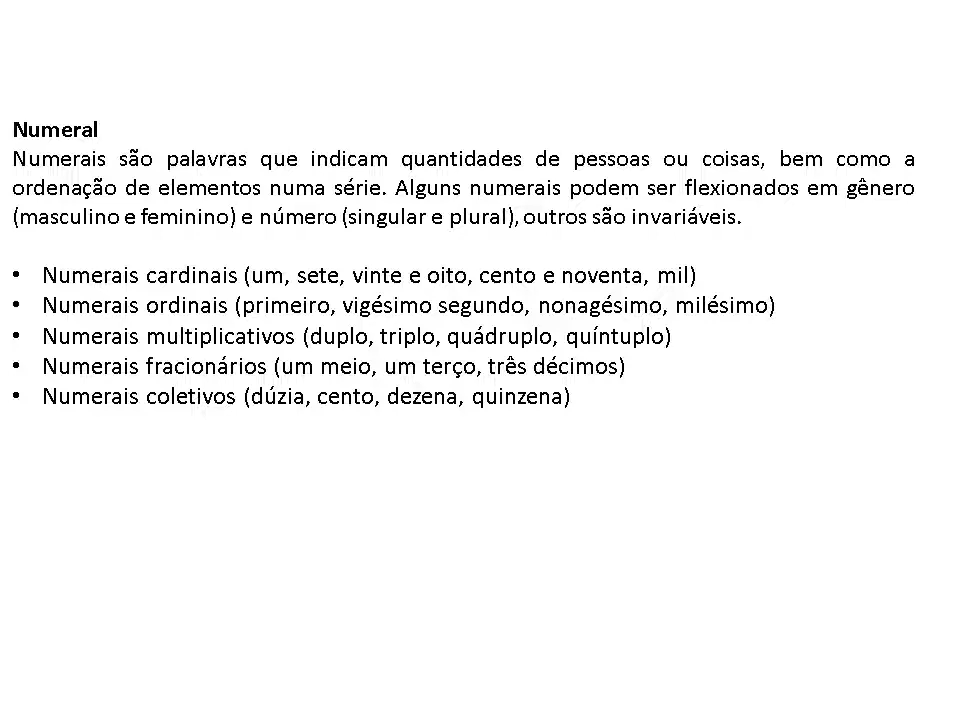 Numeral
Numerais são palavras que indicam quantidades de pessoas ou coisas, bem como a
ordenação de elementos numa série. Alguns numerais podem ser flexionados em gênero
(masculino e feminino) e número (singular e plural), outros são invariáveis.
• Numerais cardinais (um, sete, vinte e oito, cento e noventa, mil)
• Numerais ordinais (primeiro, vigésimo segundo, nonagésimo, milésimo)
• Numerais multiplicativos (duplo, triplo, quádruplo, quíntuplo)
• Numerais fracionários (um meio, um terço, três décimos)
• Numerais coletivos (dúzia, cento, dezena, quinzena)